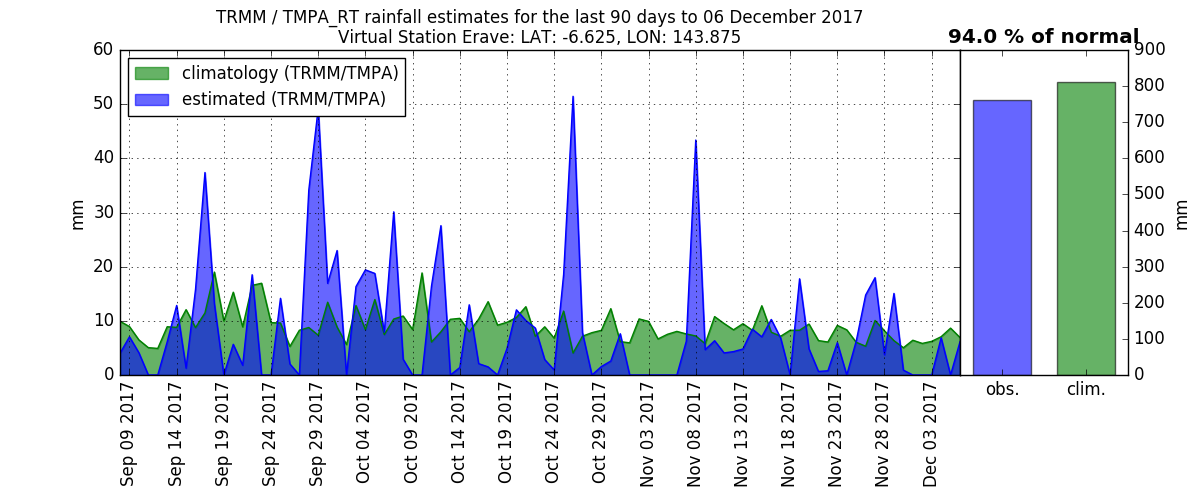 TRMM / TMPA_RT rainfall estimates for the last 90 days to 06 December 2017
Virtual Station Erave: LAT: -6.625, LON: 143.875
94.0 % of normal
climatology (TRMM/TMPA)
estimated (TRMM/TMPA)
mm
60
50
40
30
20
10
0
Sep 09 2017
Sep 14 2017
Sep 19 2017
Sep 24 2017
Sep 29 2017
Oct 04 2017
Oct 09 2017
Oct 14 2017
Oct 19 2017
Oct 24 2017
Oct 29 2017
Nov 03 2017
Nov 08 2017
Nov 13 2017
Nov 18 2017
Nov 23 2017
Nov 28 2017
Dec 03 2017
obs.
clim.
900
800
700
600
500
400
300
200
100
0
mm